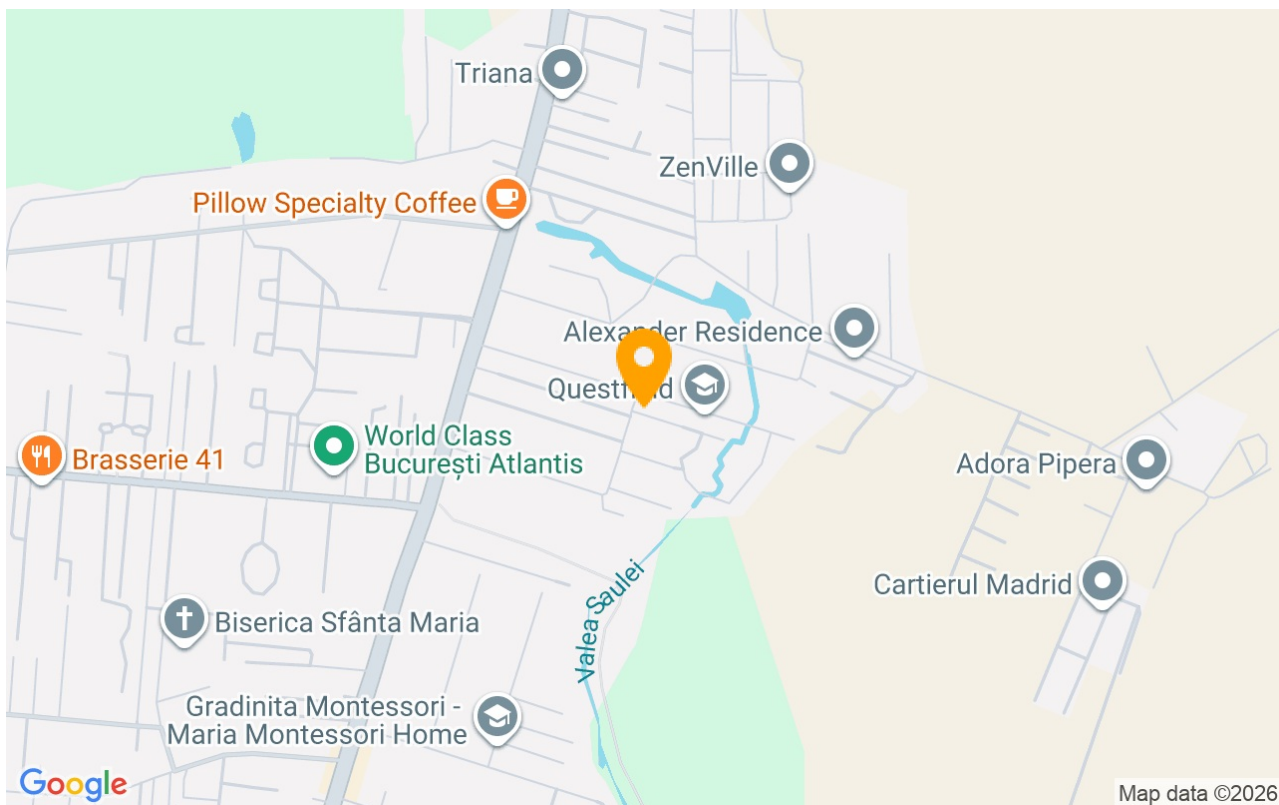 Triana
ZenVille
Pillow Specialty Coffee
Alexander Residence
World Class
București Atlantis
Brasserie 41
Adora Pipera
Cartierul Madrid
Valea Saulei
Biserica Sfânta Maria
Gradinita Montessori -
Maria Montessori Home
Google
Map data ©2026